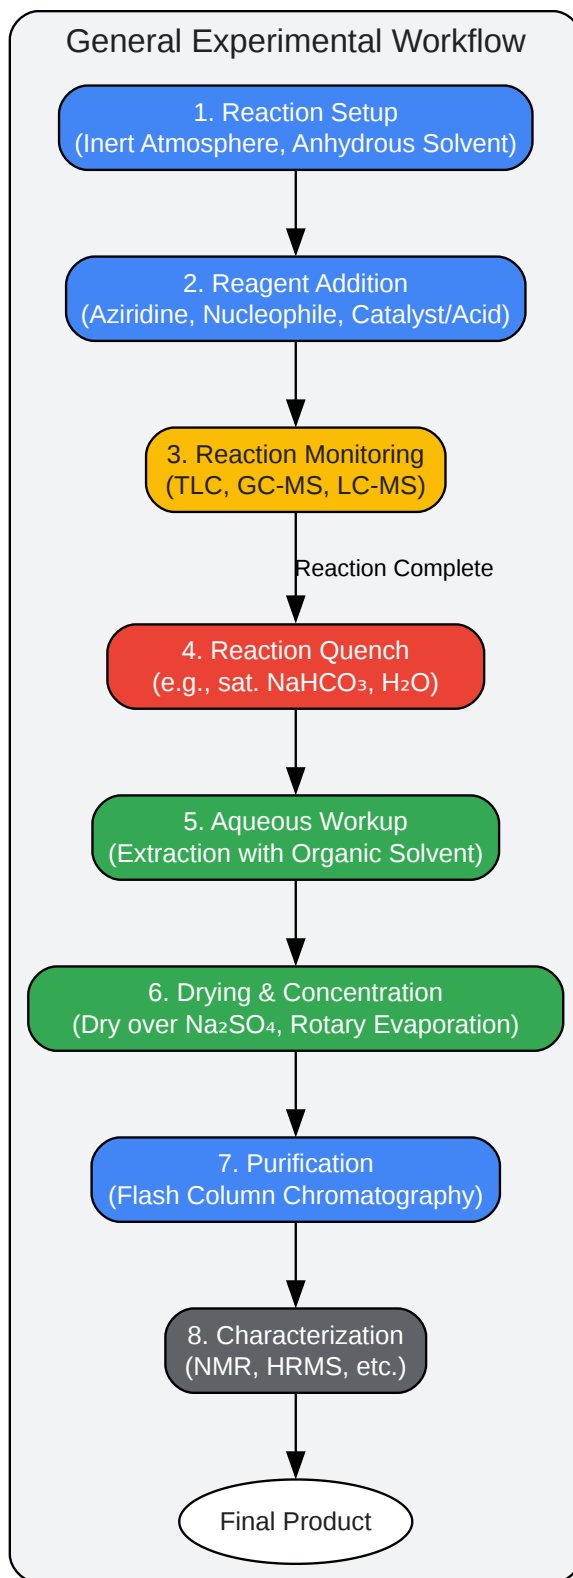 General Experimental Workflow
1. Reaction Setup
(Inert Atmosphere, Anhydrous Solvent)
2. Reagent Addition
(Aziridine, Nucleophile, Catalyst/Acid)
3. Reaction Monitoring
(TLC, GC-MS, LC-MS)
Reaction Complete
4. Reaction Quench
(e.g., sat. NaHCO₃, H₂O)
5. Aqueous Workup
(Extraction with Organic Solvent)
6. Drying & Concentration
(Dry over Na₂SO₄, Rotary Evaporation)
7. Purification
(Flash Column Chromatography)
8. Characterization
(NMR, HRMS, etc.)
Final Product